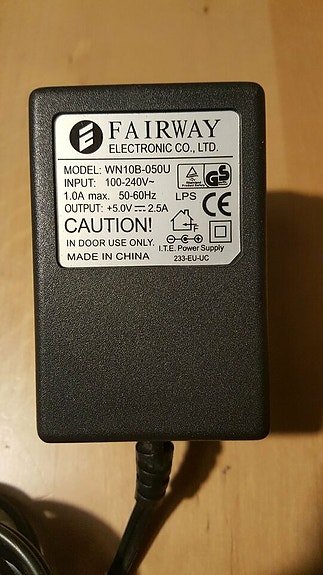 FAIRWAY
ELECTRONIC CO., LTD.
MODEL: WN10B-050U
INPUT: 100-240V~
1.0A max. 50-60Hz
OUTPUT: +5.0V ⎓ 2.5A
LPS
GS
CE
CAUTION!
IN DOOR USE ONLY.
MADE IN CHINA
I.T.E. Power Supply
233-EU-UC